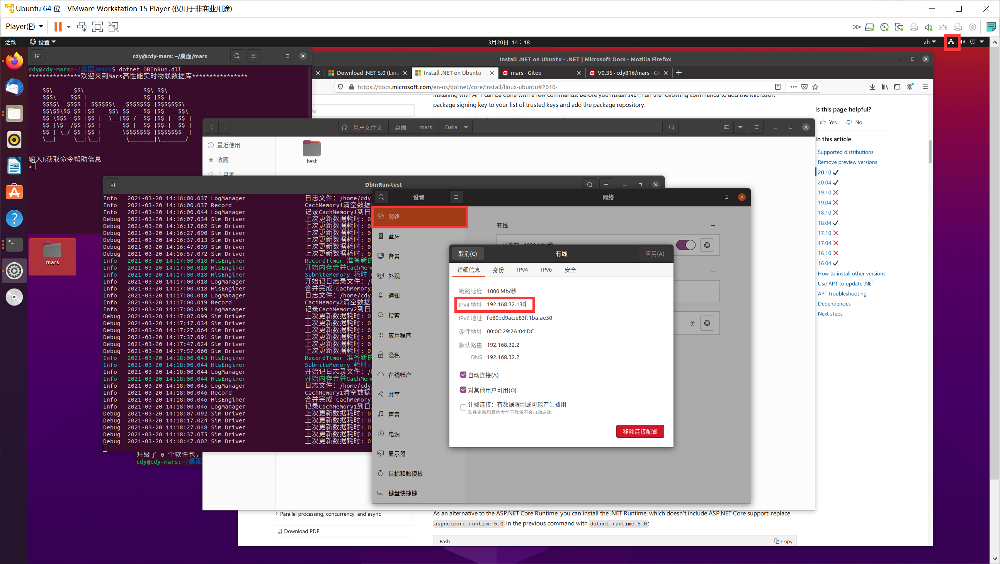 Ubuntu 64 位 - VMware Workstation 15 Player (仅用于非商业用途)
Player(P)
活动
设置
3月20日 14：18
zh
cdy@cdy-mars: ~/桌面/mars
cdy@cdy-mars:~/桌面/mars$ dotnet DBInRun.dll
***************欢迎来到Mars高性能实时物联数据库****************
输入h获取命令帮助信息
>
mars
Install .NET on Ubuntu - .NET | Microsoft Docs - Mozilla Firefox
Download .NET 5.0 (Linu
Install .NET on Ubuntu -
mars - Gitee
V0.35 · cdy816/mars - Git
https://docs.microsoft.com/en-us/dotnet/core/install/linux-ubuntu#2010-
Installing with APT can be done with a few commands. Before you install .NET, run the following commands to add the Microsoft
package signing key to your list of trusted keys and add the package repository.
Is this page helpful?
Yes
No
In this article
Supported distributions
Remove preview versions
20.10
20.04
19.10
19.04
18.10
18.04
17.10
17.04
16.10
16.04
How to install other versions
Use APT to update .NET
APT troubleshooting
Dependencies
Next steps
用户文件夹
桌面
mars
Data
最近使用
收藏
主目录
test
DbInRun-test
Info 2021-03-20 14:16:00.037 LogManager 日志文件：/home/cdy
Info 2021-03-20 14:16:00.037 Record CachMemory1清空数据
Info 2021-03-20 14:16:00.044 LogManager 记录CachMemory1到日
Debug 2021-03-20 14:16:07.034 Sim Driver 上次更新数据耗时: 0
Debug 2021-03-20 14:16:17.062 Sim Driver 上次更新数据耗时: 0
Debug 2021-03-20 14:16:27.090 Sim Driver 上次更新数据耗时: 0
Debug 2021-03-20 14:16:37.013 Sim Driver 上次更新数据耗时: 0
Debug 2021-03-20 14:16:47.039 Sim Driver 上次更新数据耗时: 0
Debug 2021-03-20 14:16:57.072 Sim Driver 上次更新数据耗时: 0
Info 2021-03-20 14:17:00.018 HisEnginer RecordTimer 准备新的
Info 2021-03-20 14:17:00.018 HisEnginer 开始内存合并CachMemo
Info 2021-03-20 14:17:00.018 HisEnginer SubmiteMemory 耗时:
Info 2021-03-20 14:17:00.018 LogManager 开始记日志录文件：/
Info 2021-03-20 14:17:00.018 HisEnginer 合并完成 CachMemory2
Info 2021-03-20 14:17:00.018 LogManager 日志文件：/home/cdy
Info 2021-03-20 14:17:00.019 Record CachMemory2清空数据
Info 2021-03-20 14:17:00.019 LogManager 记录CachMemory2到日
Debug 2021-03-20 14:17:07.099 Sim Driver 上次更新数据耗时: 0
Debug 2021-03-20 14:17:17.034 Sim Driver 上次更新数据耗时: 0
Debug 2021-03-20 14:17:27.064 Sim Driver 上次更新数据耗时: 0
Debug 2021-03-20 14:17:37.091 Sim Driver 上次更新数据耗时: 0
Debug 2021-03-20 14:17:47.024 Sim Driver 上次更新数据耗时: 0
Debug 2021-03-20 14:17:57.060 Sim Driver 上次更新数据耗时: 0
Info 2021-03-20 14:18:00.043 HisEnginer RecordTimer 准备新的
Info 2021-03-20 14:18:00.044 HisEnginer SubmiteMemory 耗时:
Info 2021-03-20 14:18:00.044 LogManager 开始记日志录文件：/
Info 2021-03-20 14:18:00.044 HisEnginer 开始内存合并CachMemo
Info 2021-03-20 14:18:00.045 LogManager 日志文件：/home/cdy
Info 2021-03-20 14:18:00.046 Record CachMemory1清空数据
Info 2021-03-20 14:18:00.046 HisEnginer 合并完成 CachMemory1
Info 2021-03-20 14:18:00.046 LogManager 记录CachMemory1到日
Debug 2021-03-20 14:18:07.092 Sim Driver 上次更新数据耗时: 0
Debug 2021-03-20 14:18:17.024 Sim Driver 上次更新数据耗时: 0
Debug 2021-03-20 14:18:27.048 Sim Driver 上次更新数据耗时: 0
Debug 2021-03-20 14:18:37.075 Sim Driver 上次更新数据耗时: 0
Debug 2021-03-20 14:18:47.002 Sim Driver 上次更新数据耗时: 0
升级了 0 个软件包，
cdy@cdy-mars:~/桌面
设置
网络
网络
蓝牙
背景
外观
通知
搜索
应用程序
隐私
在线帐户
共享
声音
电源
显示器
鼠标和触摸板
键盘快捷键
有线
已连接 - 1000 Mb/秒
关
取消(C)
有线
应用(A)
详细信息
身份
IPv4
IPv6
安全
链路速度 1000 Mb/秒
IPv4 地址 192.168.32.130
IPv6 地址 fe80::d9ac:e83f:1ba:ae50
硬件地址 00:0C:29:2A:04:DC
默认路由 192.168.32.2
DNS 192.168.32.2
自动连接(A)
对其他用户可用(O)
计费连接：有数据限制或可能产生费用
软件更新和其他大型下载将不会自动启动。
移除连接配置
Parallel processing, concurrency, and async
Download PDF
As an alternative to the ASP.NET Core Runtime, you can install the .NET Runtime, which doesn't include ASP.NET Core support: replace
aspnetcore-runtime-5.0 in the previous command with dotnet-runtime-5.0:
Bash
Copy